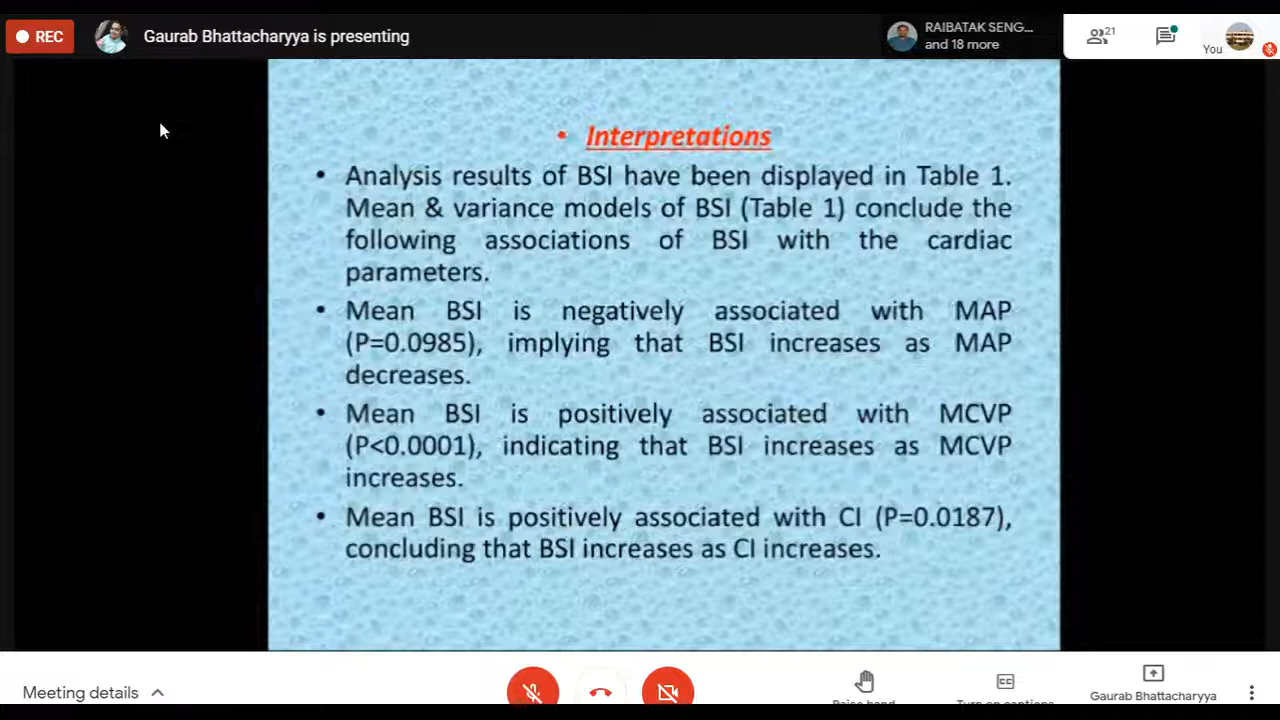 REC
Gaurab Bhattacharyya is presenting
RAIBATAK SENG...
and 18 more
21
You
• Interpretations
• Analysis results of BSI have been displayed in Table 1.
Mean & variance models of BSI (Table 1) conclude the
following associations of BSI with the cardiac
parameters.
• Mean BSI is negatively associated with MAP
(P=0.0985), implying that BSI increases as MAP
decreases.
• Mean BSI is positively associated with MCVP
(P<0.0001), indicating that BSI increases as MCVP
increases.
• Mean BSI is positively associated with CI (P=0.0187),
concluding that BSI increases as CI increases.
Meeting details
Raise hand
CC
Turn on captions
Gaurab Bhattacharyya